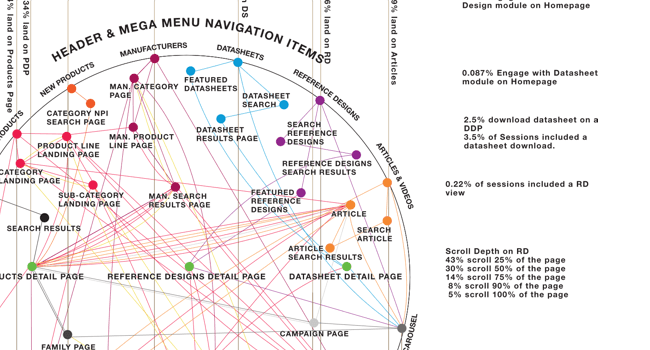 % land on Products Page
34% land on PDP
DS
6% land on RD
9% land on Articles
Design module on Homepage
HEADER & MEGA MENU NAVIGATION ITEMS
MANUFACTURERS
DATASHEETS
NEW PRODUCTS
REFERENCE DESIGNS
ARTICLES & VIDEOS
ODUCTS
MAN. CATEGORY
PAGE
FEATURED
DATASHEETS
DATASHEET
SEARCH
CATEGORY NPI
SEARCH PAGE
DATASHEET
RESULTS PAGE
SEARCH
REFERENCE
DESIGNS
MAN. PRODUCT
LINE PAGE
PRODUCT LINE
LANDING PAGE
REFERENCE DESIGNS
SEARCH RESULTS
CATEGORY
LANDING PAGE
SUB-CATEGORY
LANDING PAGE
MAN. SEARCH
RESULTS PAGE
FEATURED
REFERENCE
DESIGNS
ARTICLE
SEARCH RESULTS
SEARCH
ARTICLE
ARTICLE
SEARCH RESULTS
UCTS DETAIL PAGE
REFERENCE DESIGNS DETAIL PAGE
DATASHEET DETAIL PAGE
CAMPAIGN PAGE
FAMILY PAGE
CAROUSEL
0.087% Engage with Datasheet
module on Homepage
2.5% download datasheet on a
DDP
3.5% of Sessions included a
datasheet download.
0.22% of sessions included a RD
view
Scroll Depth on RD
43% scroll 25% of the page
30% scroll 50% of the page
14% scroll 75% of the page
8% scroll 90% of the page
5% scroll 100% of the page